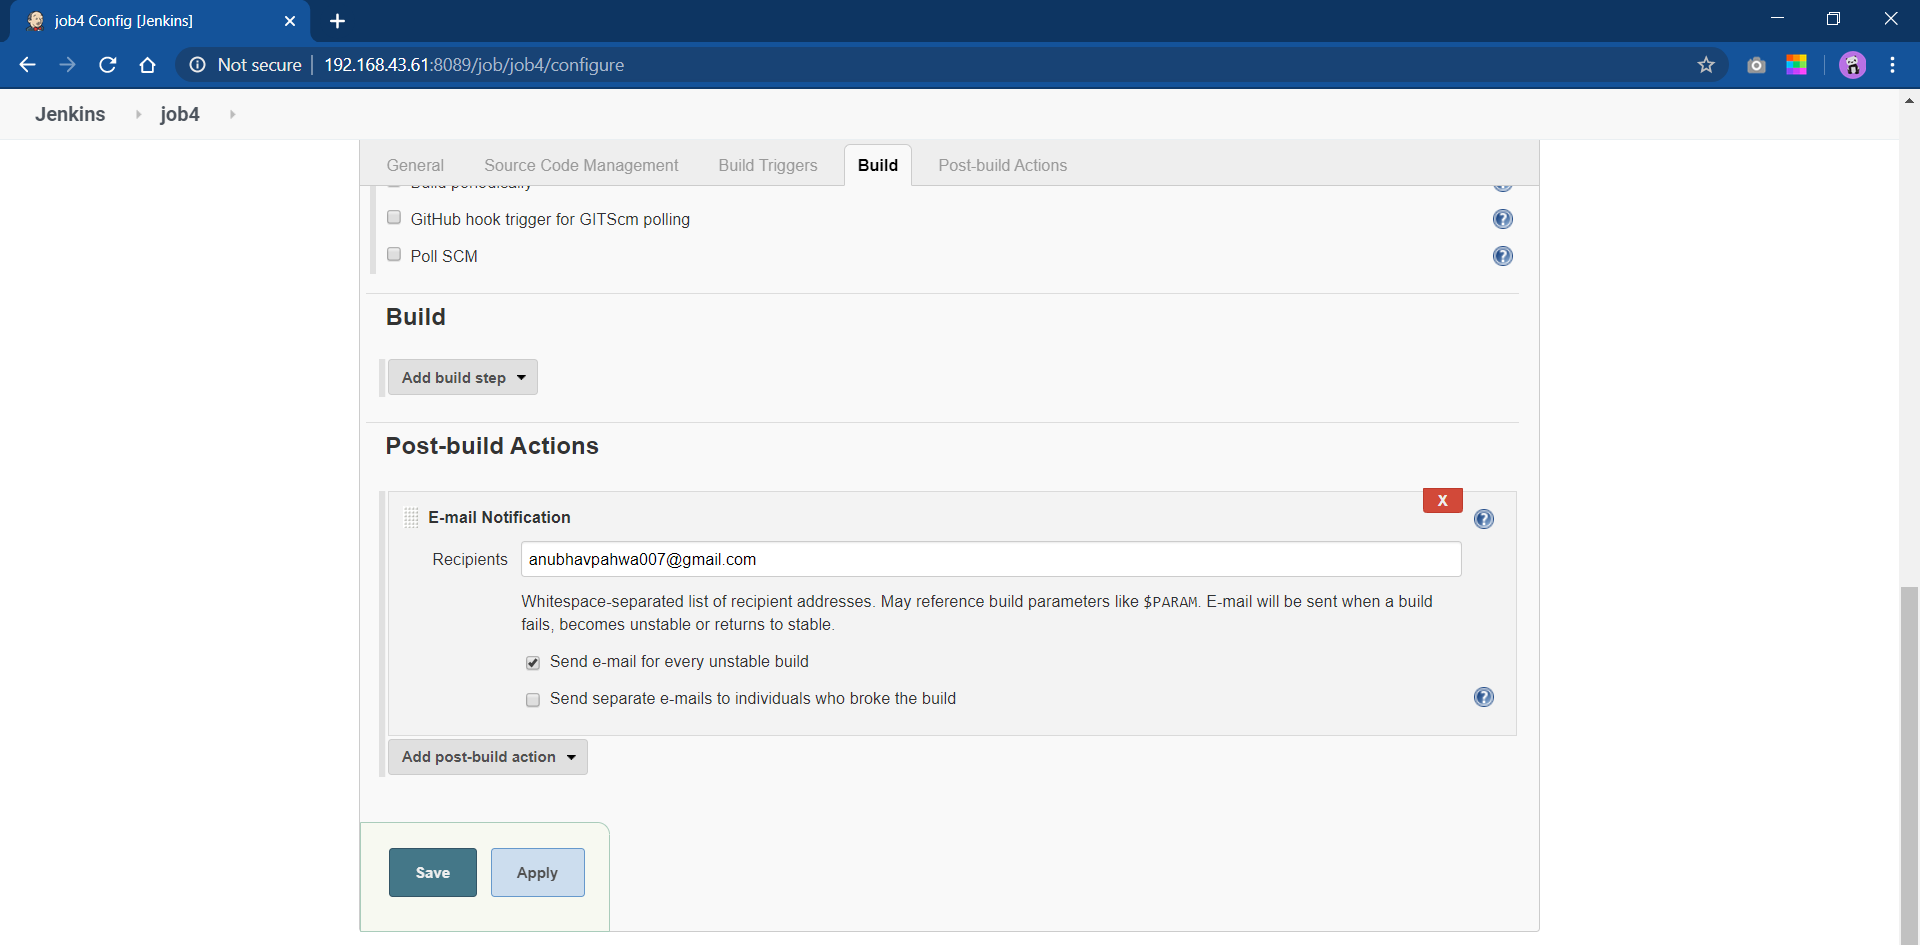 job4 Config [Jenkins]
Not secure 192.168.43.61:8089/job/job4/configure
Jenkins job4
General Source Code Management Build Triggers Build Post-build Actions
Build periodically
GitHub hook trigger for GITScm polling
Poll SCM
Build
Add build step
Post-build Actions
X
E-mail Notification
Recipients anubhavpahwa007@gmail.com
Whitespace-separated list of recipient addresses. May reference build parameters like $PARAM. E-mail will be sent when a build
fails, becomes unstable or returns to stable.
Send e-mail for every unstable build
Send separate e-mails to individuals who broke the build
Add post-build action
Save Apply